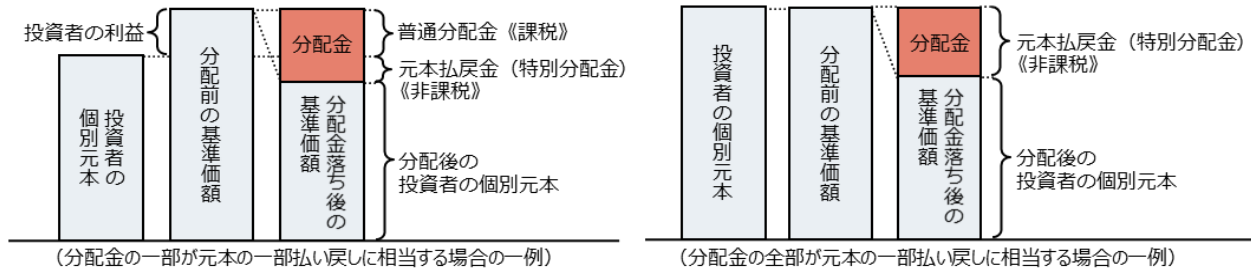 投資者の利益
投資者の
個別元本
分配前の基準価額
分配金
分配金落ち後の
基準価額
普通分配金《課税》
元本払戻金(特別分配金)
《非課税》
分配後の
投資者の個別元本
(分配金の一部が元本の一部払い戻しに相当する場合の一例)
投資者の個別元本
分配前の基準価額
分配金
分配金落ち後の
基準価額
元本払戻金(特別分配金)
《非課税》
分配後の
投資者の個別元本
(分配金の全部が元本の一部払い戻しに相当する場合の一例)